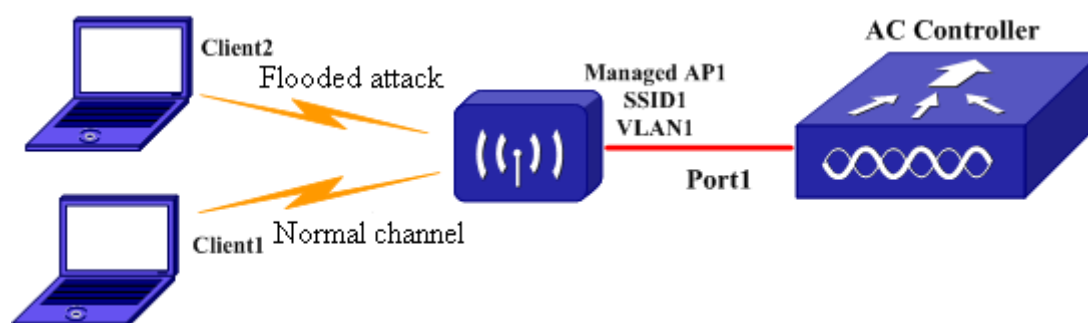 Client2
Flooded attack
Managed AP1
SSID1
VLAN1
AC Controller
Port1
Client1
Normal channel